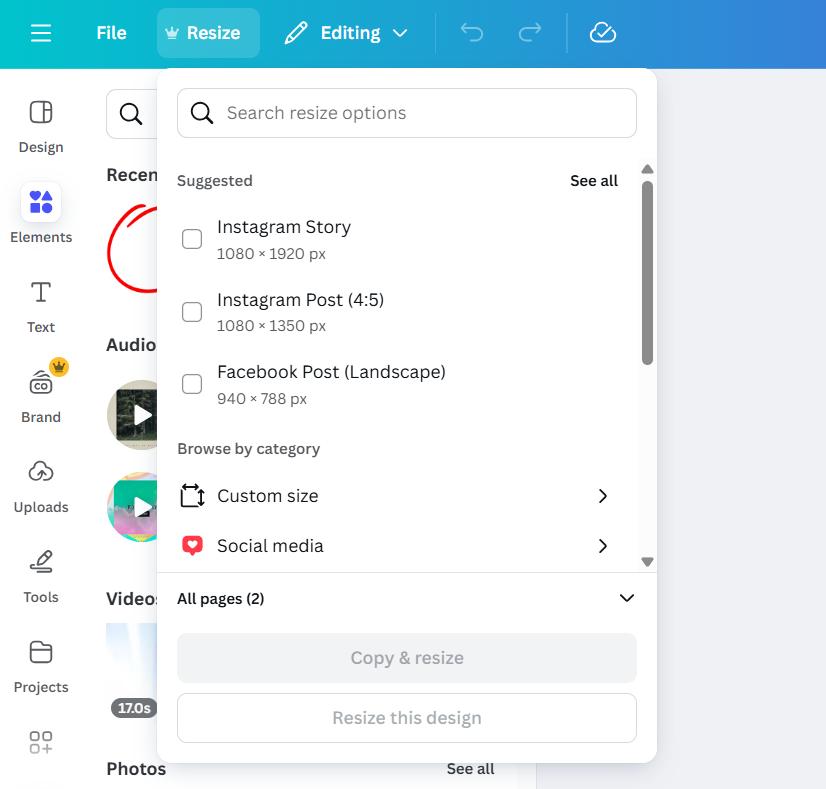 File
Resize
Editing
Design
Elements
Text
Brand
CO
Uploads
Tools
Projects
Recen
Audio
Videos
17.0s
Photos
See all
Search resize options
Suggested
See all
Instagram Story
1080 × 1920 px
Instagram Post (4:5)
1080 × 1350 px
Facebook Post (Landscape)
940 × 788 px
Browse by category
Custom size
Social media
All pages (2)
Copy & resize
Resize this design